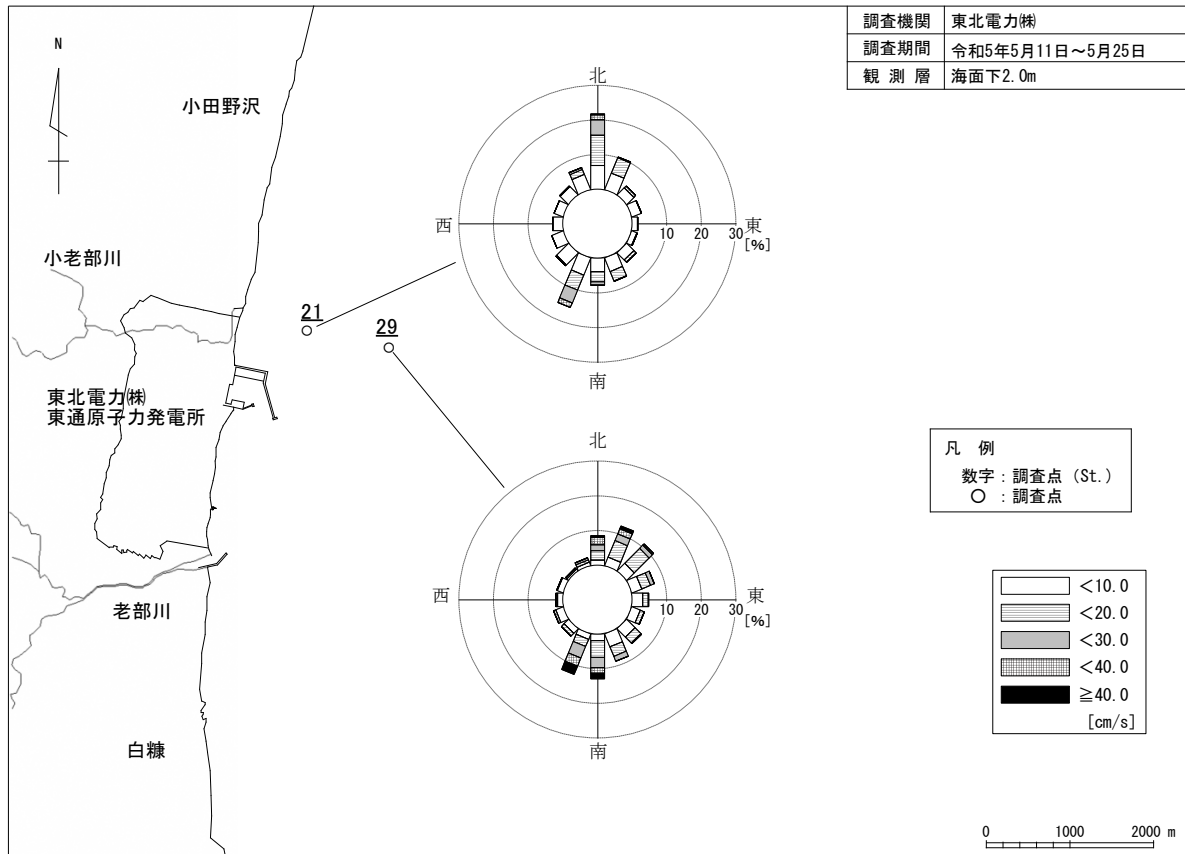 調査機関 東北電力㈱
調査期間 令和5年5月11日～5月25日
観測層 海面下2.0m
N
小田野沢
小老部川
東北電力㈱
東通原子力発電所
老部川
白糠
21
29
北
西
東
南
10 20 30
[%]
北
西
東
南
10 20 30
[%]
凡 例
数字：調査点（St.）
○ ：調査点
＜10.0
＜20.0
＜30.0
＜40.0
≧40.0
[cm/s]
0 1000 2000 m